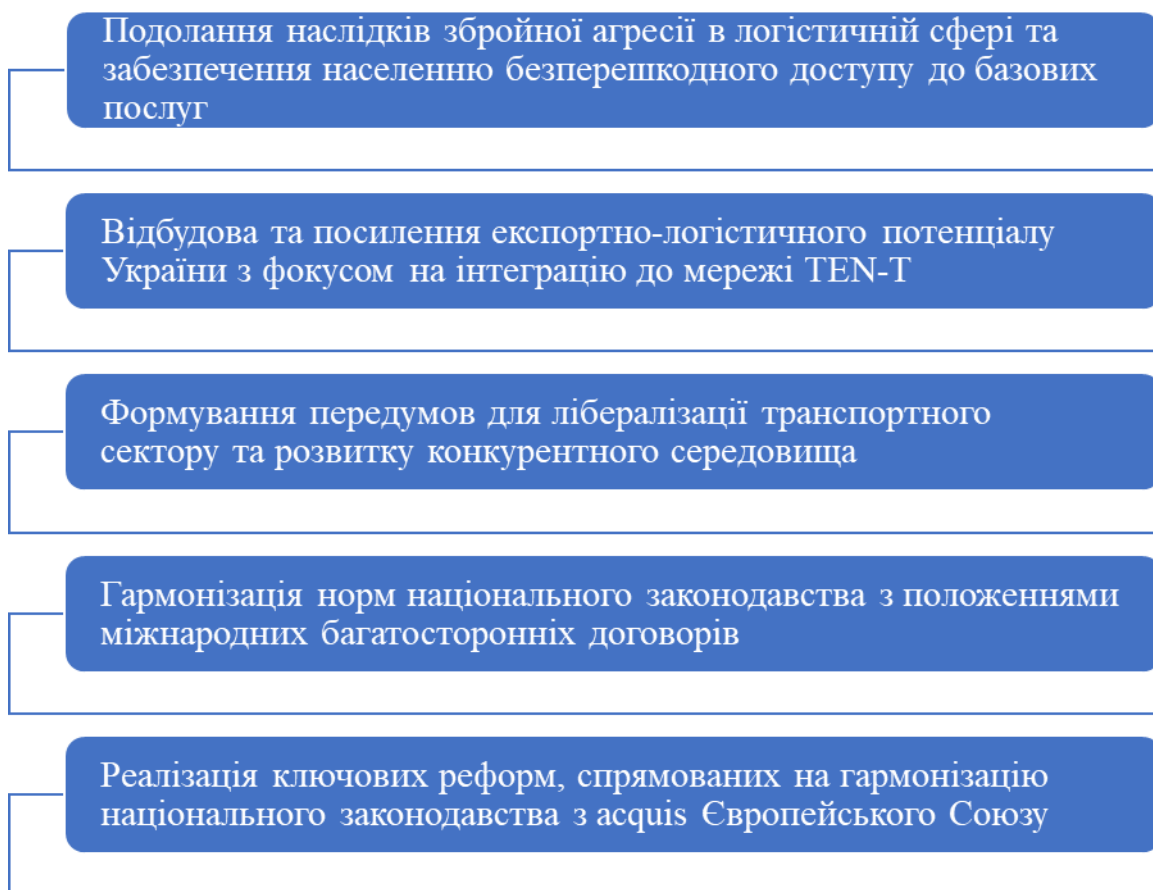 Подолання наслідків збройної агресії в логістичній сфері та
забезпечення населенню безперешкодного доступу до базових
послуг
Відбудова та посилення експортно-логістичного потенціалу
України з фокусом на інтеграцію до мережі TEN-T
Формування передумов для лібералізації транспортного
сектору та розвитку конкурентного середовища
Гармонізація норм національного законодавства з положеннями
міжнародних багатосторонніх договорів
Реалізація ключових реформ, спрямованих на гармонізацію
національного законодавства з acquis Європейського Союзу